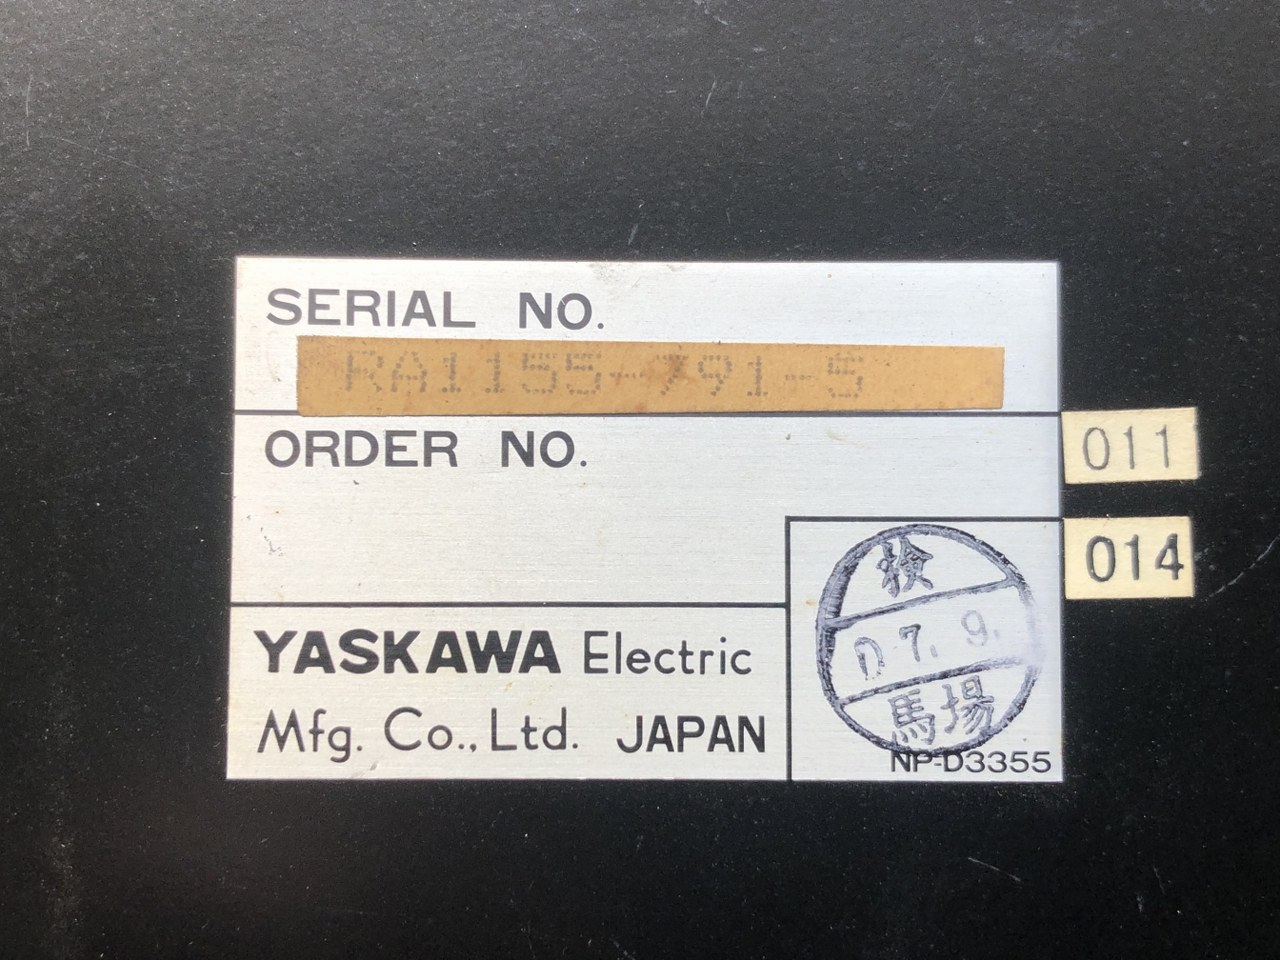 SERIAL NO.
RA1155-791-5
ORDER NO.
011
014
検
D 7. 9.
馬場
YASKAWA Electric
Mfg. Co., Ltd. JAPAN
NP-D3355